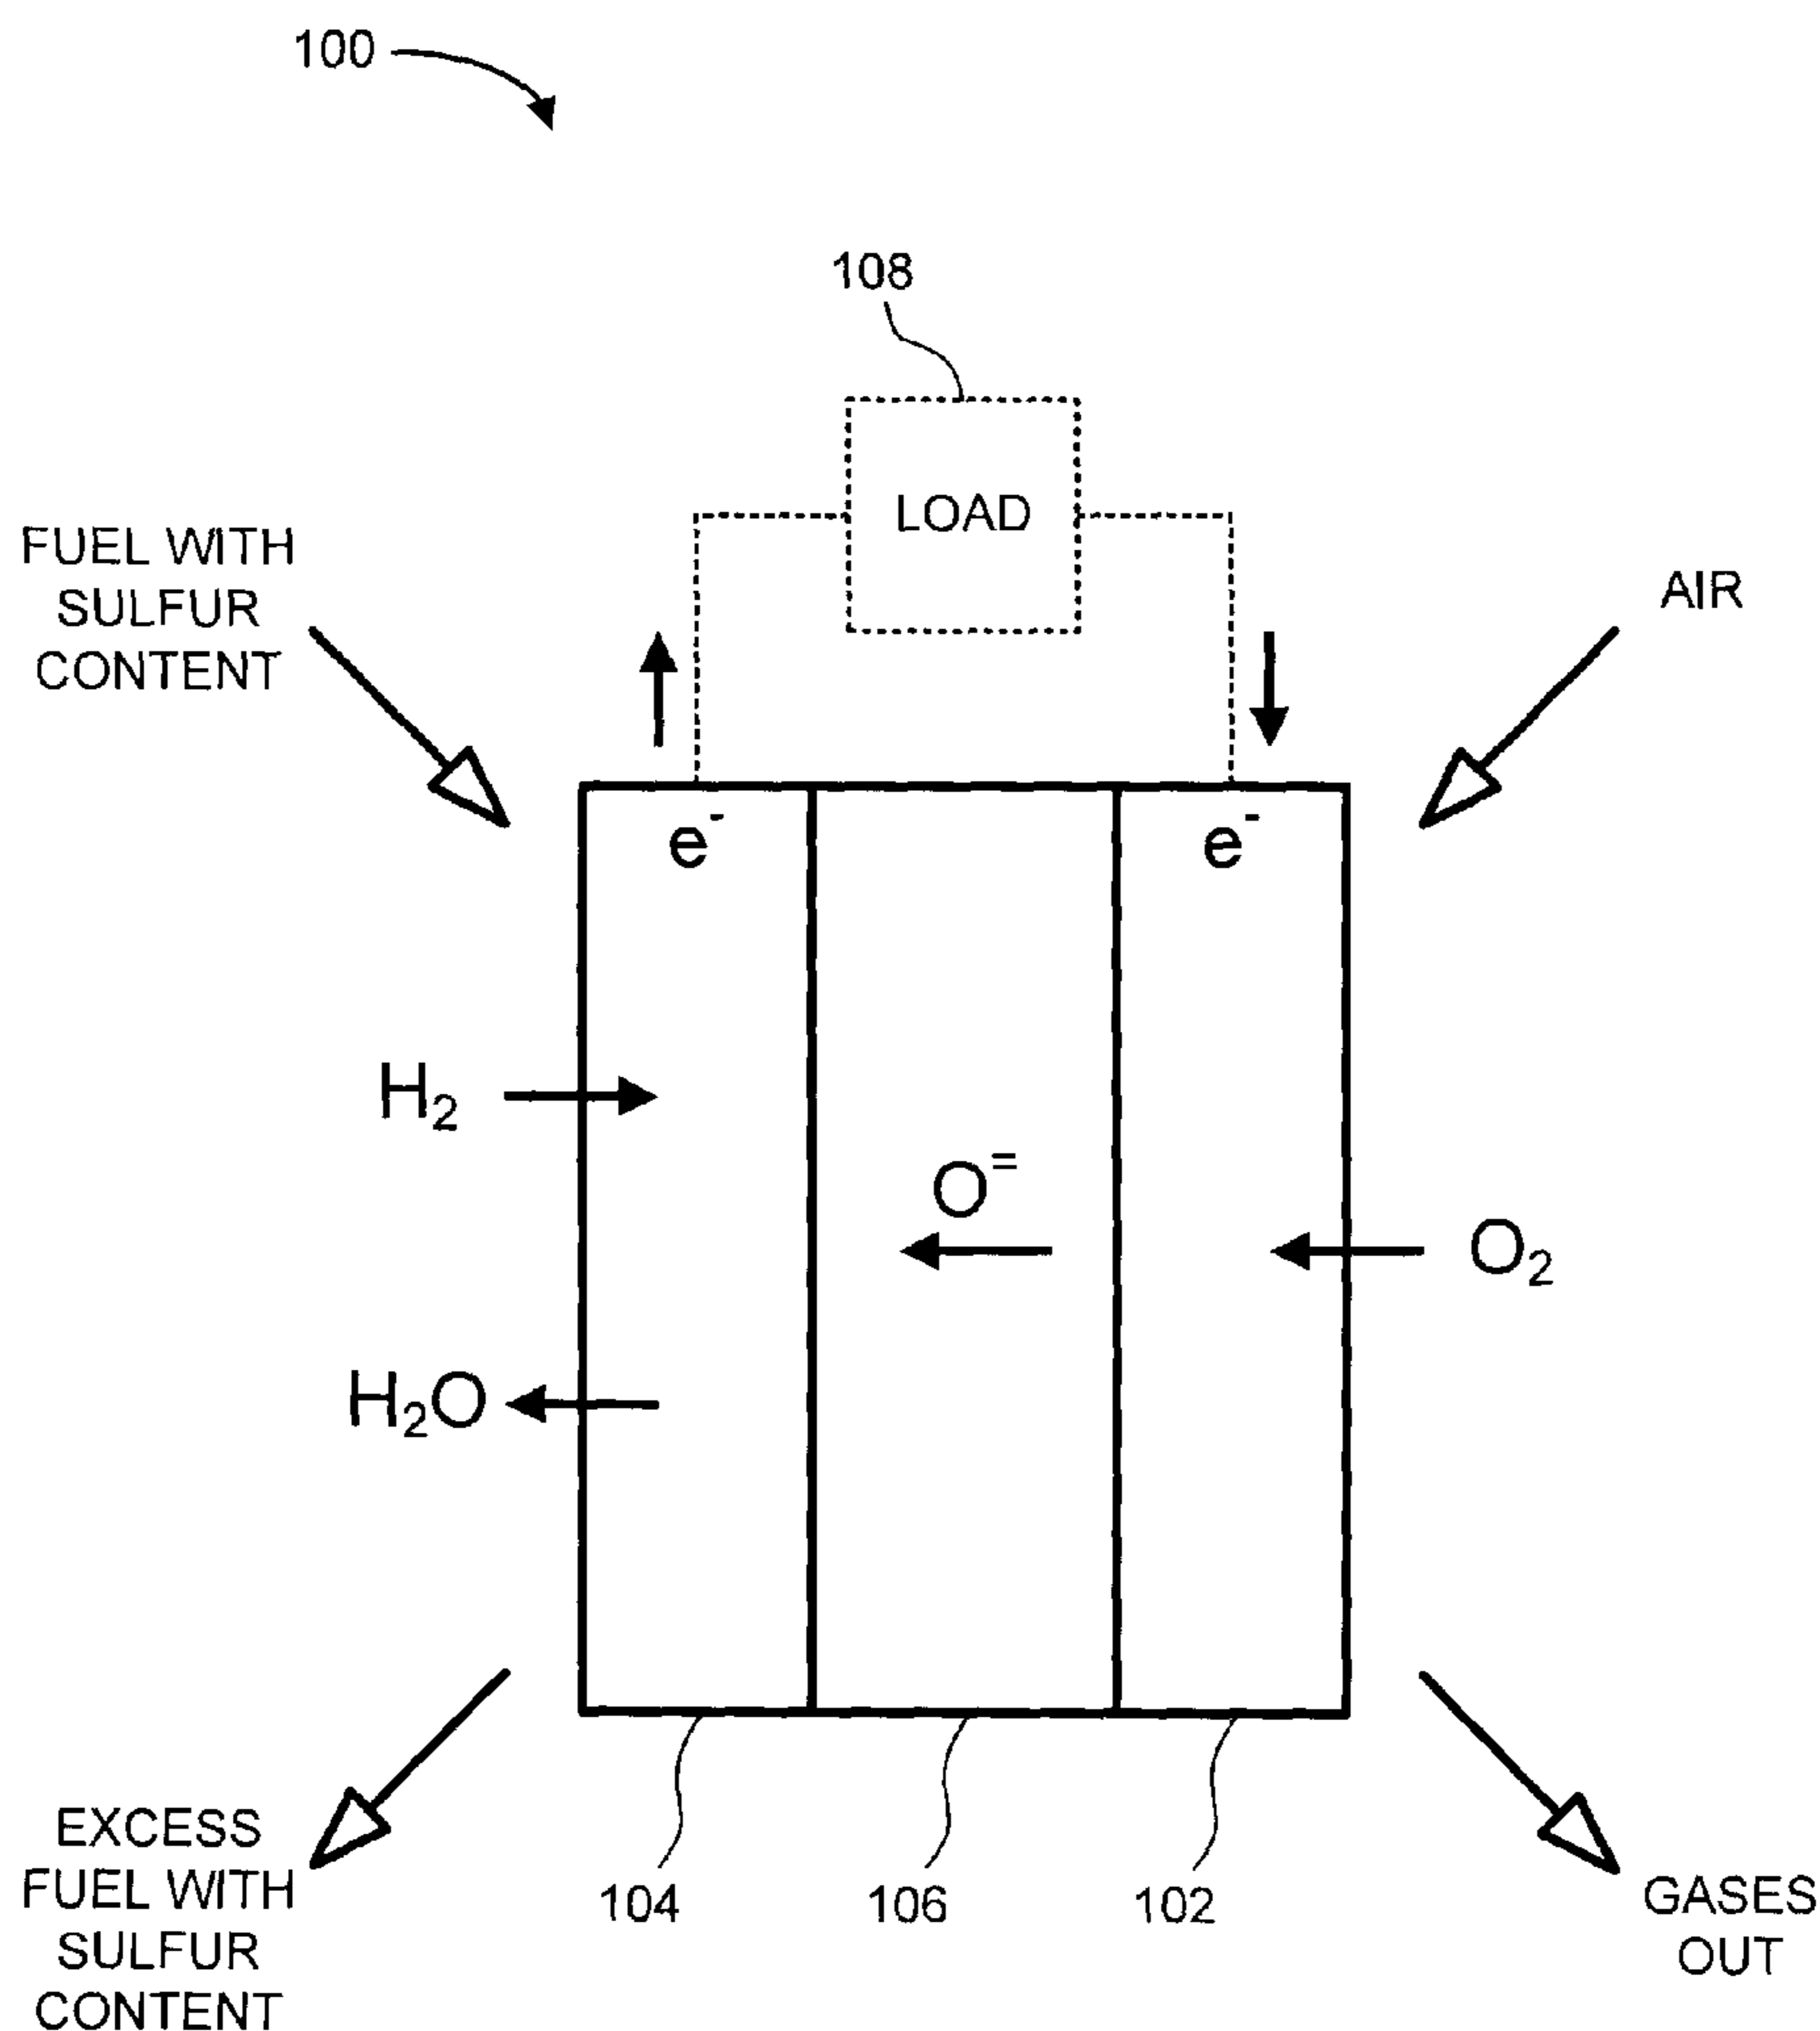 100
108
LOAD
FUEL WITH
SULFUR
CONTENT
AIR
e⁻
e⁻
H₂
O⁼
O₂
H₂O
EXCESS
FUEL WITH
SULFUR
CONTENT
104
106
102
GASES
OUT